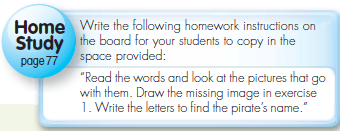 Home
Study
page 77
Write the following homework instructions on
the board for your students to copy in the
space provided:
“Read the words and look at the pictures that go
with them. Draw the missing image in exercise
1. Write the letters to find the pirate’s name.”